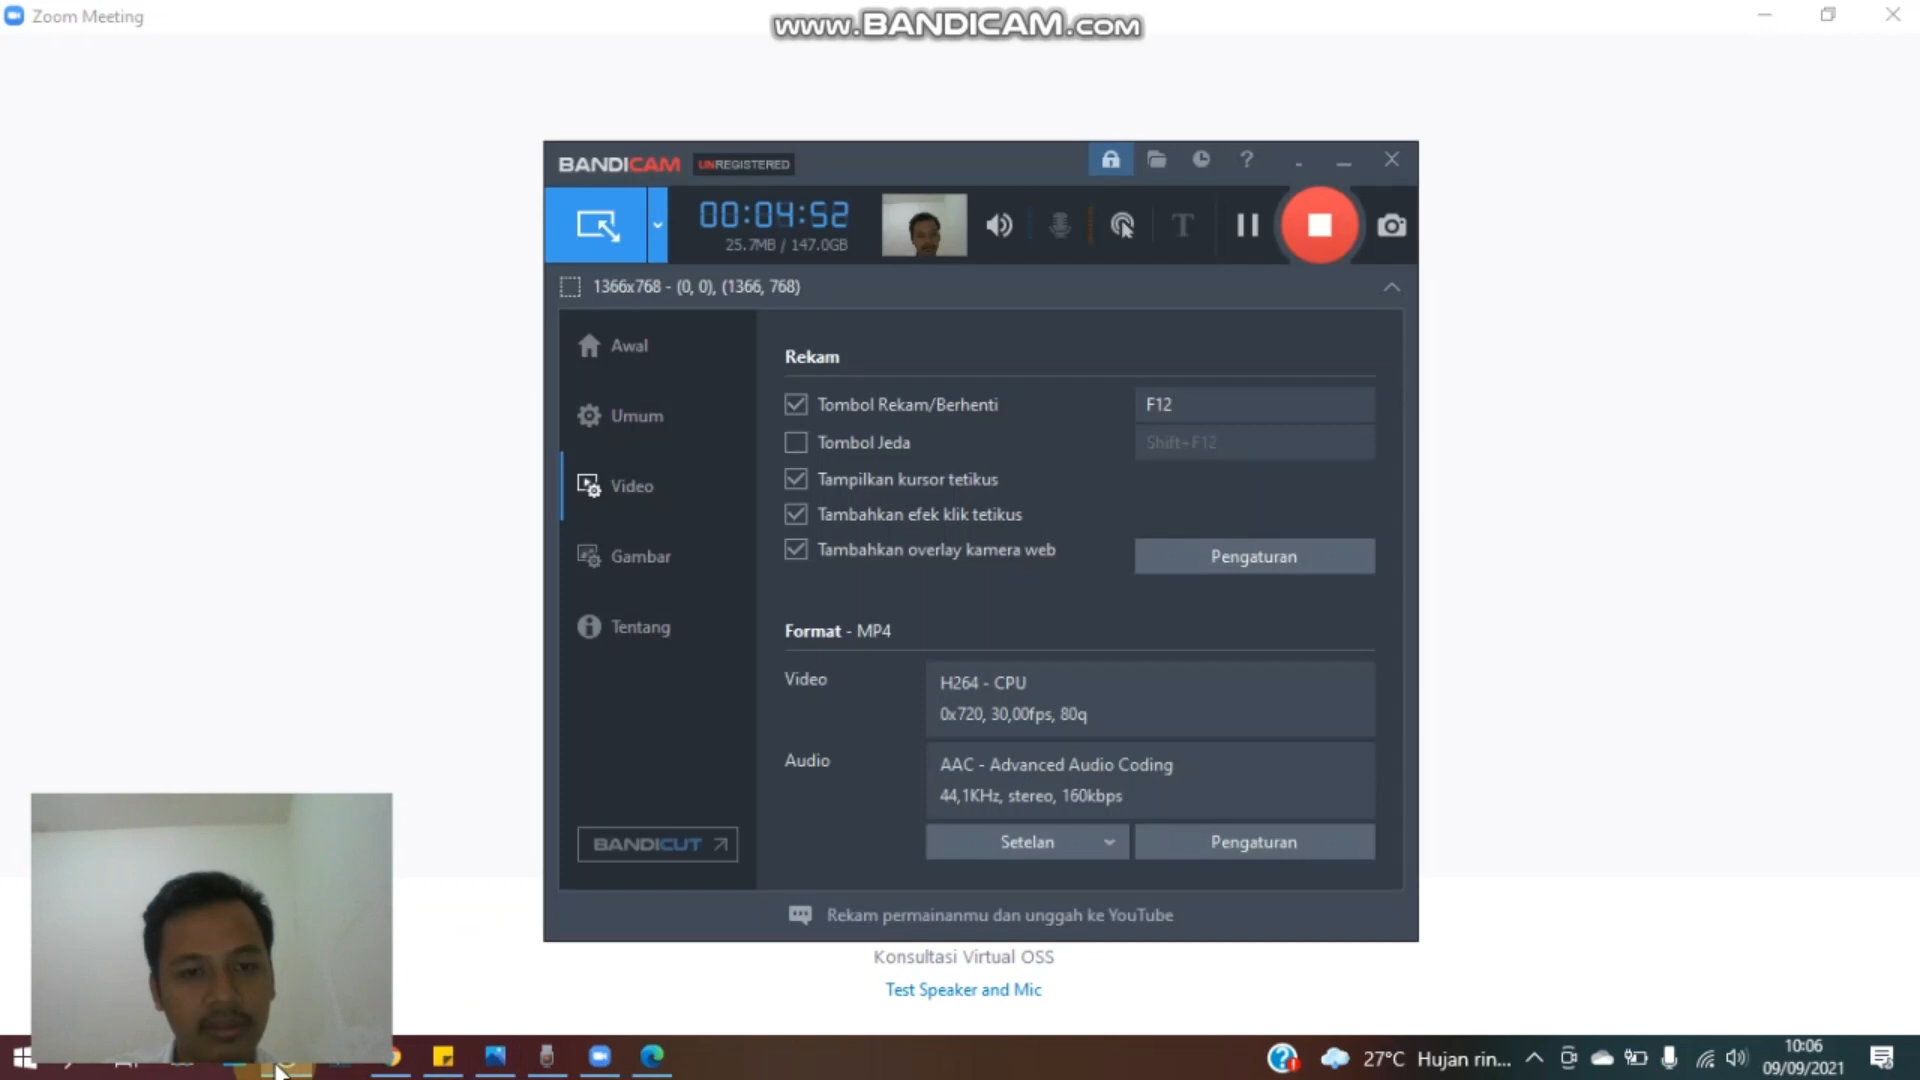 Zoom Meeting
www.BANDICAM.com
BANDICAM UNREGISTERED
?
00:04:52
25.7MB / 147.0GB
T
1366x768 - (0, 0), (1366, 768)
Awal
Umum
Video
Gambar
Tentang
BANDICUT
Rekam
Tombol Rekam/Berhenti F12
Tombol Jeda Shift+F12
Tampilkan kursor tetikus
Tambahkan efek klik tetikus
Tambahkan overlay kamera web Pengaturan
Format - MP4
Video H264 - CPU
0x720, 30,00fps, 80q
Audio AAC - Advanced Audio Coding
44,1KHz, stereo, 160kbps
Setelan Pengaturan
Rekam permainanmu dan unggah ke YouTube
Konsultasi Virtual OSS
Test Speaker and Mic
27°C Hujan rin...
10:06
09/09/2021